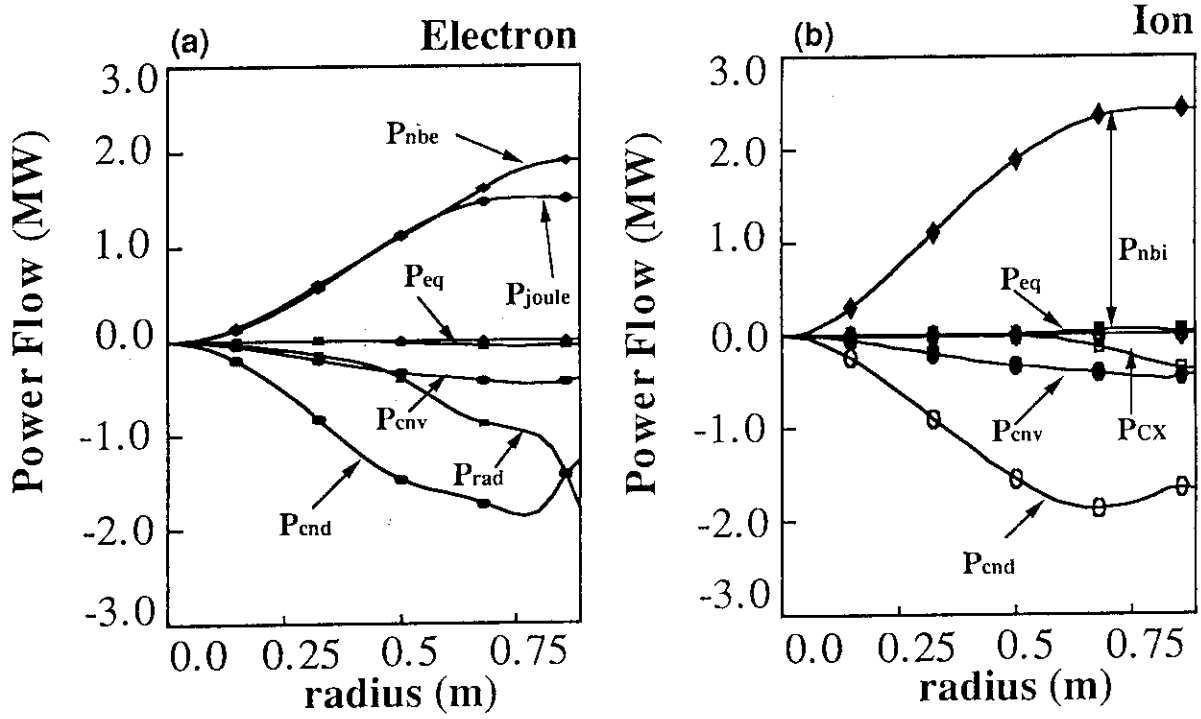 (a) Electron
3.0
2.0
1.0
0.0
-1.0
-2.0
-3.0
Power Flow (MW)
Pnbe
Peq
Pjoule
Pcnv
Prad
Pcnd
0.0 0.25 0.5 0.75
radius (m)
(b) Ion
3.0
2.0
1.0
0.0
-1.0
-2.0
-3.0
Power Flow (MW)
Pnbi
Peq
Pcnv
PCX
Pcnd
0.0 0.25 0.5 0.75
radius (m)